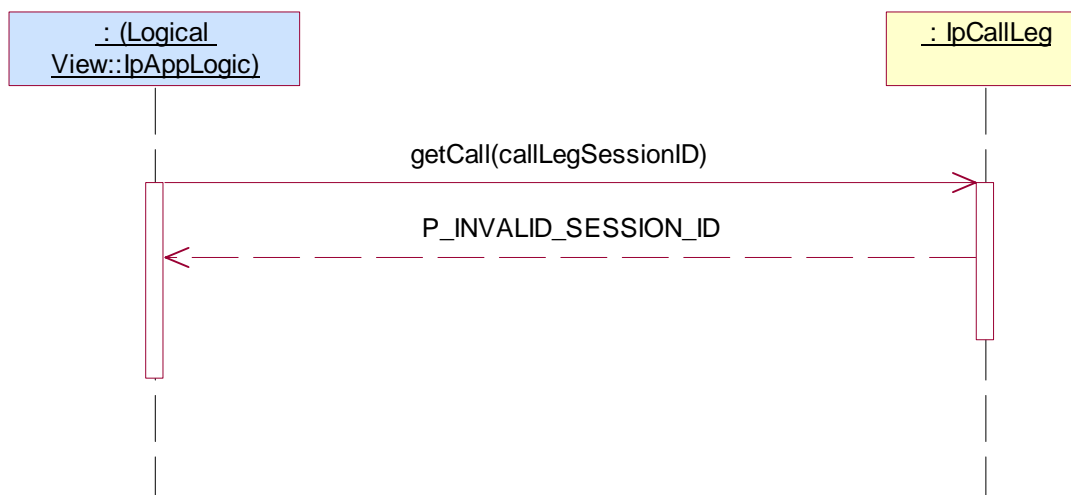 : (Logical
View::IpAppLogic)
: IpCallLeg
getCall(callLegSessionID)
P_INVALID_SESSION_ID